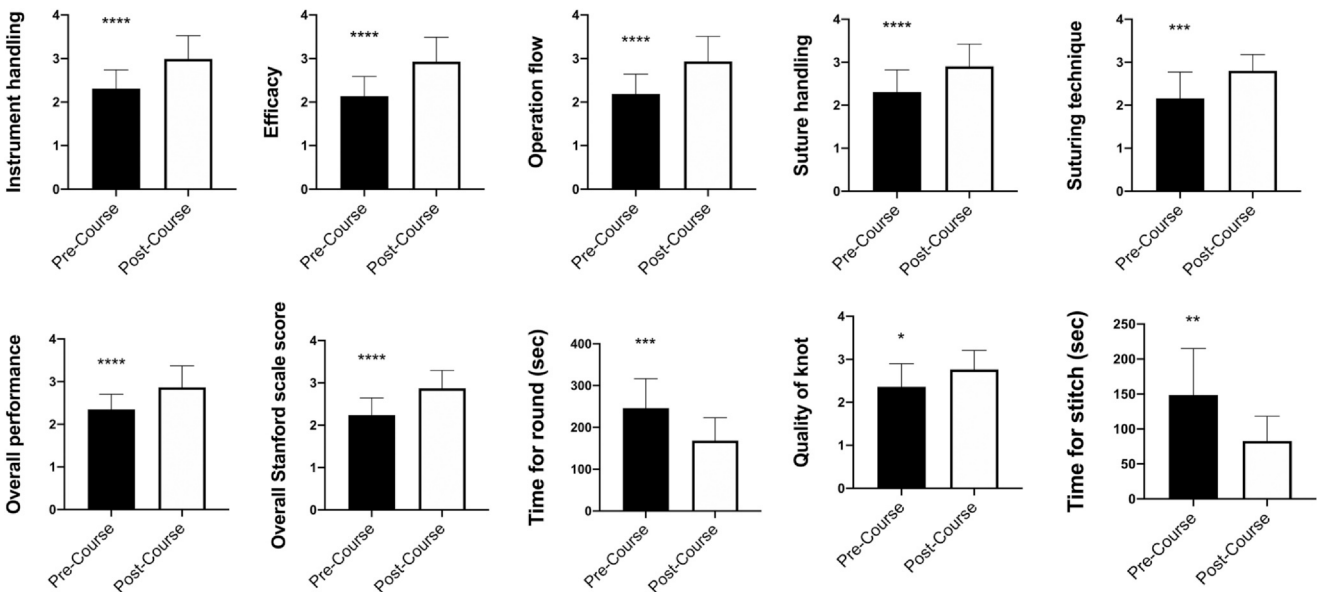 Instrument handling
4
3
2
1
0
****
Pre-Course
Post-Course
Efficacy
4
3
2
1
0
****
Pre-Course
Post-Course
Operation flow
4
3
2
1
0
****
Pre-Course
Post-Course
Suture handling
4
3
2
1
0
****
Pre-Course
Post-Course
Suturing technique
4
3
2
1
0
***
Pre-Course
Post-Course
Overall performance
4
3
2
1
0
****
Pre-Course
Post-Course
Overall Stanford scale score
4
3
2
1
0
****
Pre-Course
Post-Course
Time for round (sec)
400
300
200
100
0
***
Pre-Course
Post-Course
Quality of knot
4
3
2
1
0
*
Pre-Course
Post-Course
Time for stitch (sec)
250
200
150
100
50
0
**
Pre-Course
Post-Course